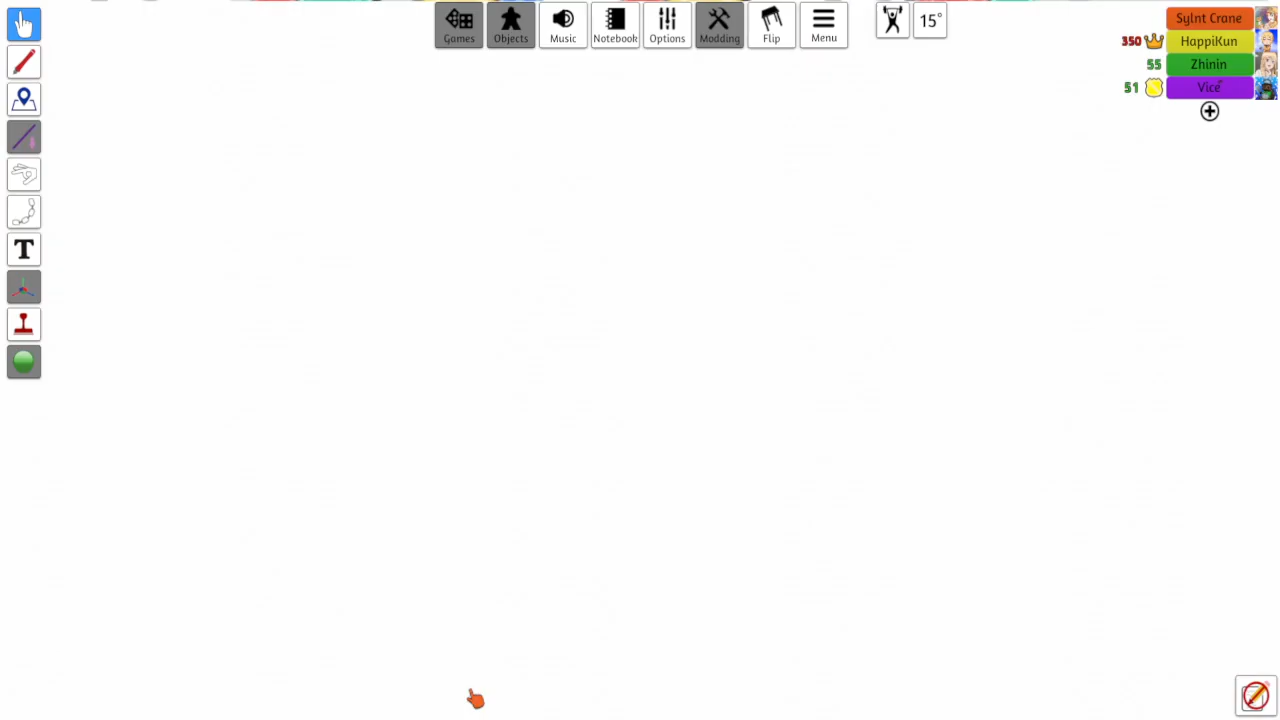 Games Objects Music Notebook Options Modding Flip Menu 15°
Sylnt Crane
350 HappiKun
55 Zhinin
51 Vice
T